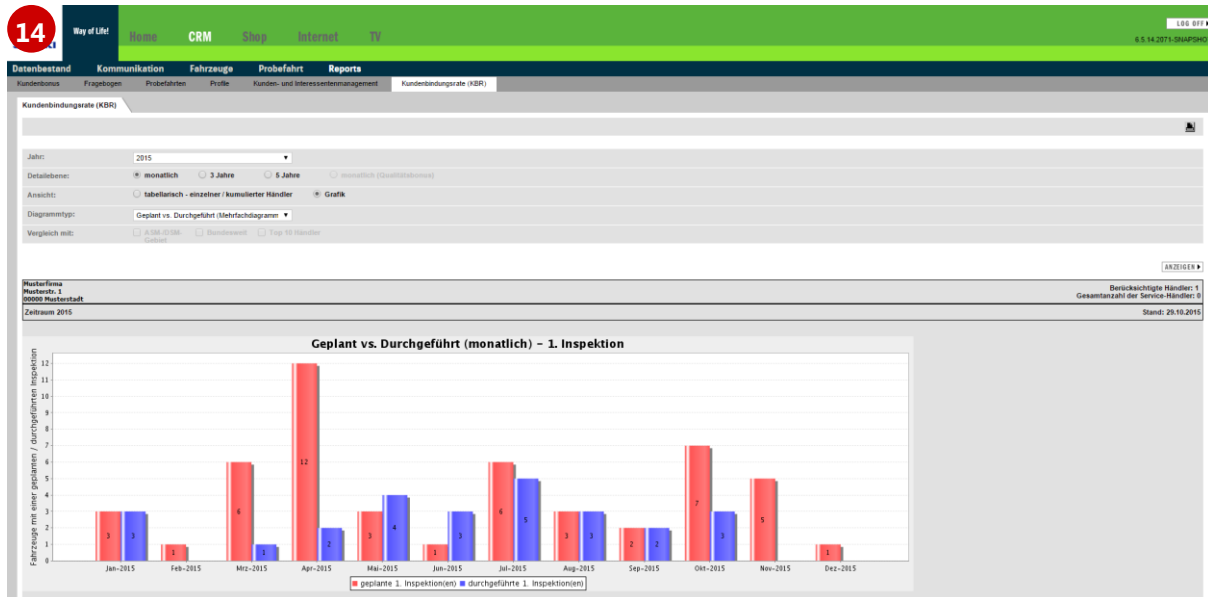 14
Way of Life!
ki
Home CRM Shop Internet TV
LOG OFF
6.5.14.2071-SNAPSHO
Datenbestand Kommunikation Fahrzeuge Probefahrt Reports
Kundenbonus Fragebogen Probefahrten Profile Kunden- und Interessentenmanagement Kundenbindungsrate (KBR)
Kundenbindungsrate (KBR)
Jahr: 2015
Detailebene: monatlich 3 Jahre 5 Jahre monatlich (Qualitätsbonus)
Ansicht: tabellarisch - einzelner / kumulierter Händler Grafik
Diagrammtyp: Geplant vs. Durchgeführt (Mehrfachdiagramm
Vergleich mit: ASM-/DSM- Bundesweit Top 10 Händler
Gebiet
ANZEIGEN
Musterfirma
Musterstr. 1
00000 Musterstadt
Berücksichtigte Händler: 1
Gesamtanzahl der Service-Händler: 0
Zeitraum 2015 Stand: 29.10.2015
Geplant vs. Durchgeführt (monatlich) - 1. Inspektion
Fahrzeuge mit einer geplanten / durchgeführten Inspektion
12
11
10
9
8
7
6
5
4
3
2
1
0
3 3 1 6 1 12 2 3 4 1 3 6 5 3 3 2 2 7 3 5 1
Jan-2015 Feb-2015 Mrz-2015 Apr-2015 Mai-2015 Jun-2015 Jul-2015 Aug-2015 Sep-2015 Okt-2015 Nov-2015 Dez-2015
geplante 1. Inspektion(en) durchgeführte 1. Inspektion(en)